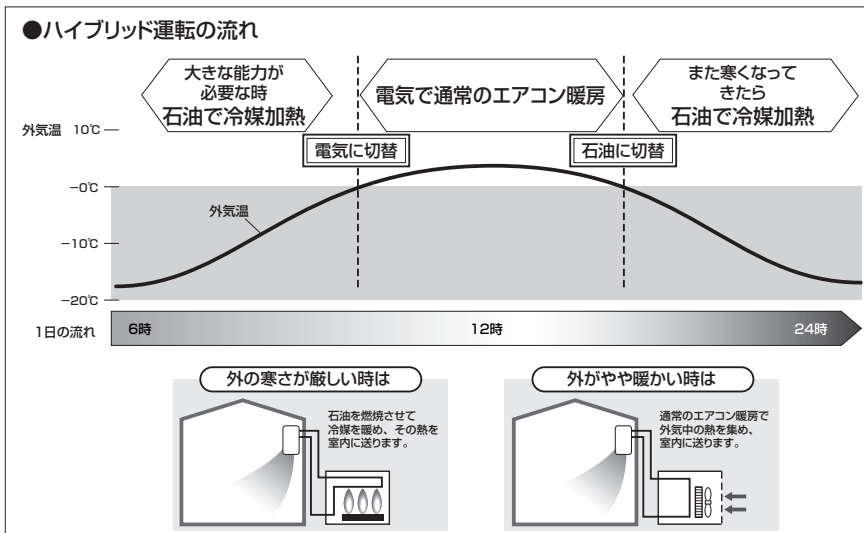 ●ハイブリッド運転の流れ
大きな能力が
必要な時
石油で冷媒加熱
電気で通常のエアコン暖房
また寒くなって
きたら
石油で冷媒加熱
外気温 10℃
電気に切替
石油に切替
−0℃
外気温
−10℃
−20℃
1日の流れ 6時 12時 24時
外の寒さが厳しい時は
石油を燃焼させて
冷媒を暖め、その熱を
室内に送ります。
外がやや暖かい時は
通常のエアコン暖房で
外気中の熱を集め、
室内に送ります。